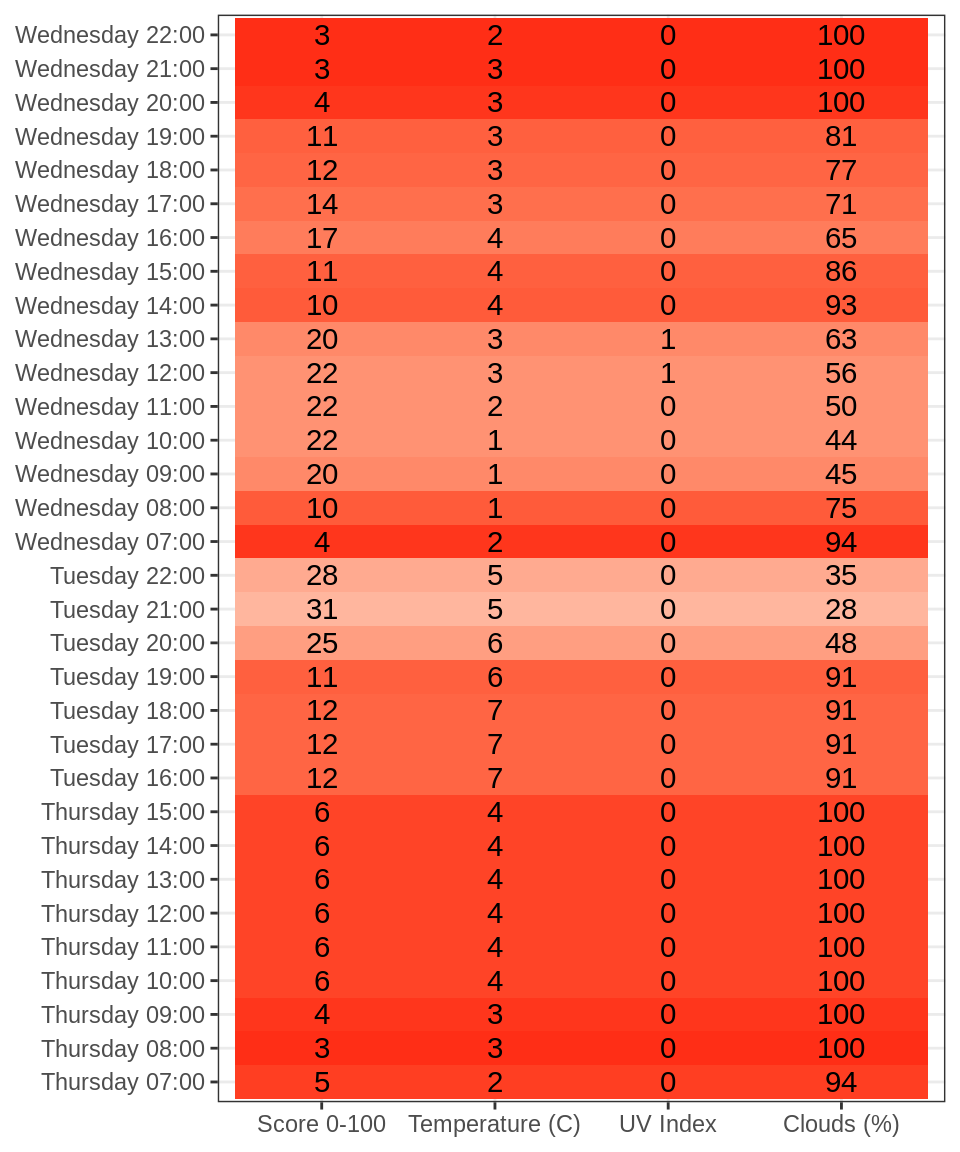 Wednesday 22:00 3 2 0 100
Wednesday 21:00 3 3 0 100
Wednesday 20:00 4 3 0 100
Wednesday 19:00 11 3 0 81
Wednesday 18:00 12 3 0 77
Wednesday 17:00 14 3 0 71
Wednesday 16:00 17 4 0 65
Wednesday 15:00 11 4 0 86
Wednesday 14:00 10 4 0 93
Wednesday 13:00 20 3 1 63
Wednesday 12:00 22 3 1 56
Wednesday 11:00 22 2 0 50
Wednesday 10:00 22 1 0 44
Wednesday 09:00 20 1 0 45
Wednesday 08:00 10 1 0 75
Wednesday 07:00 4 2 0 94
Tuesday 22:00 28 5 0 35
Tuesday 21:00 31 5 0 28
Tuesday 20:00 25 6 0 48
Tuesday 19:00 11 6 0 91
Tuesday 18:00 12 7 0 91
Tuesday 17:00 12 7 0 91
Tuesday 16:00 12 7 0 91
Thursday 15:00 6 4 0 100
Thursday 14:00 6 4 0 100
Thursday 13:00 6 4 0 100
Thursday 12:00 6 4 0 100
Thursday 11:00 6 4 0 100
Thursday 10:00 6 4 0 100
Thursday 09:00 4 3 0 100
Thursday 08:00 3 3 0 100
Thursday 07:00 5 2 0 94
Score 0-100 Temperature (C) UV Index Clouds (%)